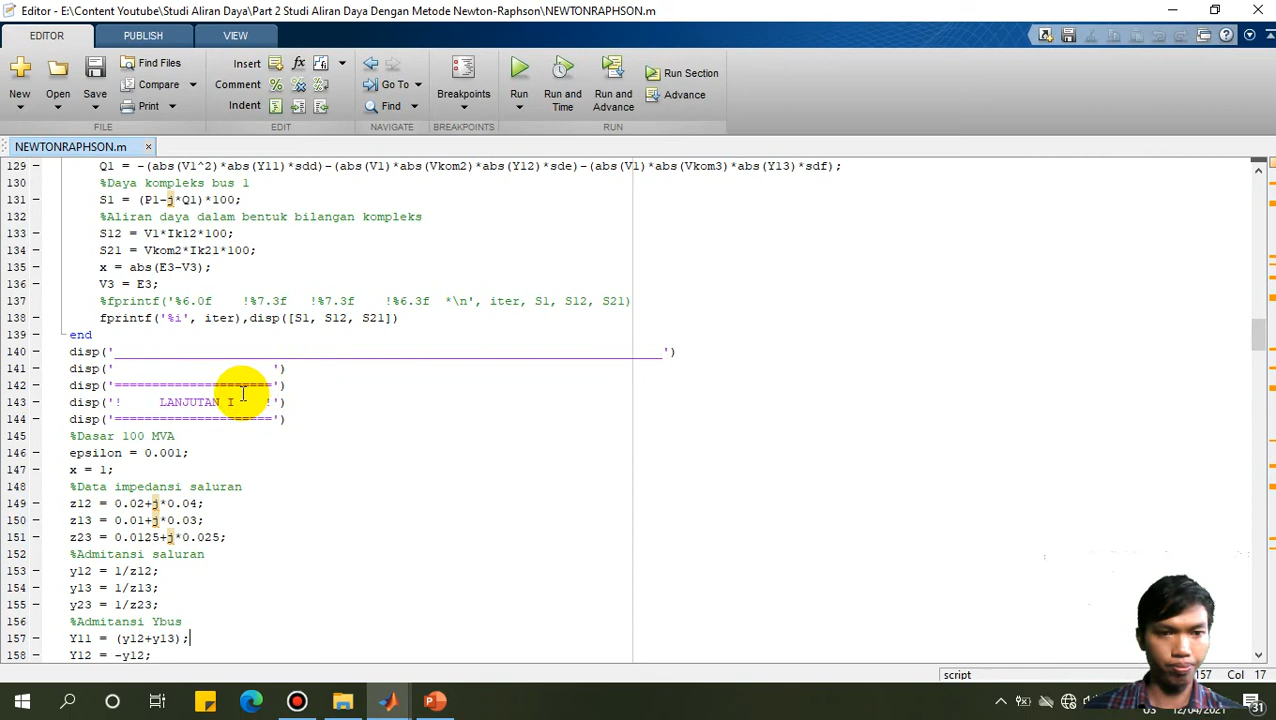 Editor - E:\Content Youtube\Studi Aliran Daya\Part 2 Studi Aliran Daya Dengan Metode Newton-Raphson\NEWTONRAPHSON.m
EDITOR PUBLISH VIEW
New Open Save Find Files Compare Print
Insert Comment Indent
Go To Find
Breakpoints
Run Run and Time Run and Advance Run Section Advance
FILE EDIT NAVIGATE BREAKPOINTS RUN
NEWTONRAPHSON.m
129 Q1 = -(abs(V1^2)*abs(Y11)*sdd)-(abs(V1)*abs(Vkom2)*abs(Y12)*sde)-(abs(V1)*abs(Vkom3)*abs(Y13)*sdf);
130 %Daya kompleks bus 1
131 S1 = (P1-j*Q1)*100;
132 %Aliran daya dalam bentuk bilangan kompleks
133 S12 = V1*Ik12*100;
134 S21 = Vkom2*Ik21*100;
135 x = abs(E3-V3);
136 V3 = E3;
137 %fprintf('%6.0f !%7.3f !%7.3f !%6.3f *\n', iter, S1, S12, S21)
138 fprintf('%i', iter),disp([S1, S12, S21])
139 end
140 disp('_________________________________________________________________________')
141 disp(' ')
142 disp('=====================')
143 disp('! LANJUTAN I !')
144 disp('=====================')
145 %Dasar 100 MVA
146 epsilon = 0.001;
147 x = 1;
148 %Data impedansi saluran
149 z12 = 0.02+j*0.04;
150 z13 = 0.01+j*0.03;
151 z23 = 0.0125+j*0.025;
152 %Admitansi saluran
153 y12 = 1/z12;
154 y13 = 1/z13;
155 y23 = 1/z23;
156 %Admitansi Ybus
157 Y11 = (y12+y13);
158 Y12 = -y12;
script 157 Col 17
12/04/2021 31